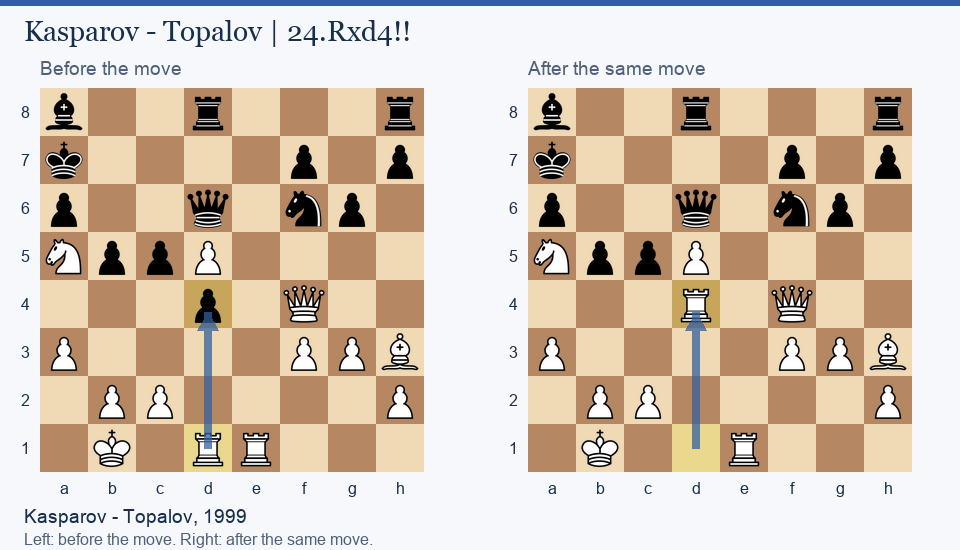 Kasparov - Topalov | 24.Rxd4!!
Before the move
After the same move
8
7
6
5
4
3
2
1
a b c d e f g h
8
7
6
5
4
3
2
1
a b c d e f g h
Kasparov - Topalov, 1999
Left: before the move. Right: after the same move.